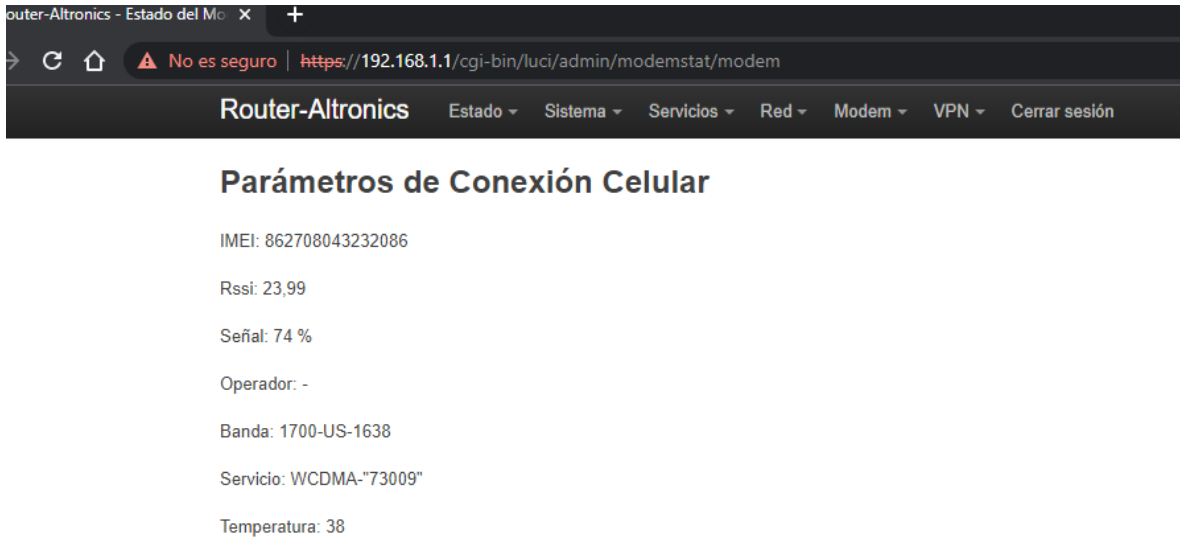 outer-Altronics - Estado del Mo
No es seguro | https://192.168.1.1/cgi-bin/luci/admin/modemstat/modem
Router-Altronics Estado Sistema Servicios Red Modem VPN Cerrar sesión
Parámetros de Conexión Celular
IMEI: 862708043232086
Rssi: 23,99
Señal: 74 %
Operador: -
Banda: 1700-US-1638
Servicio: WCDMA-"73009"
Temperatura: 38